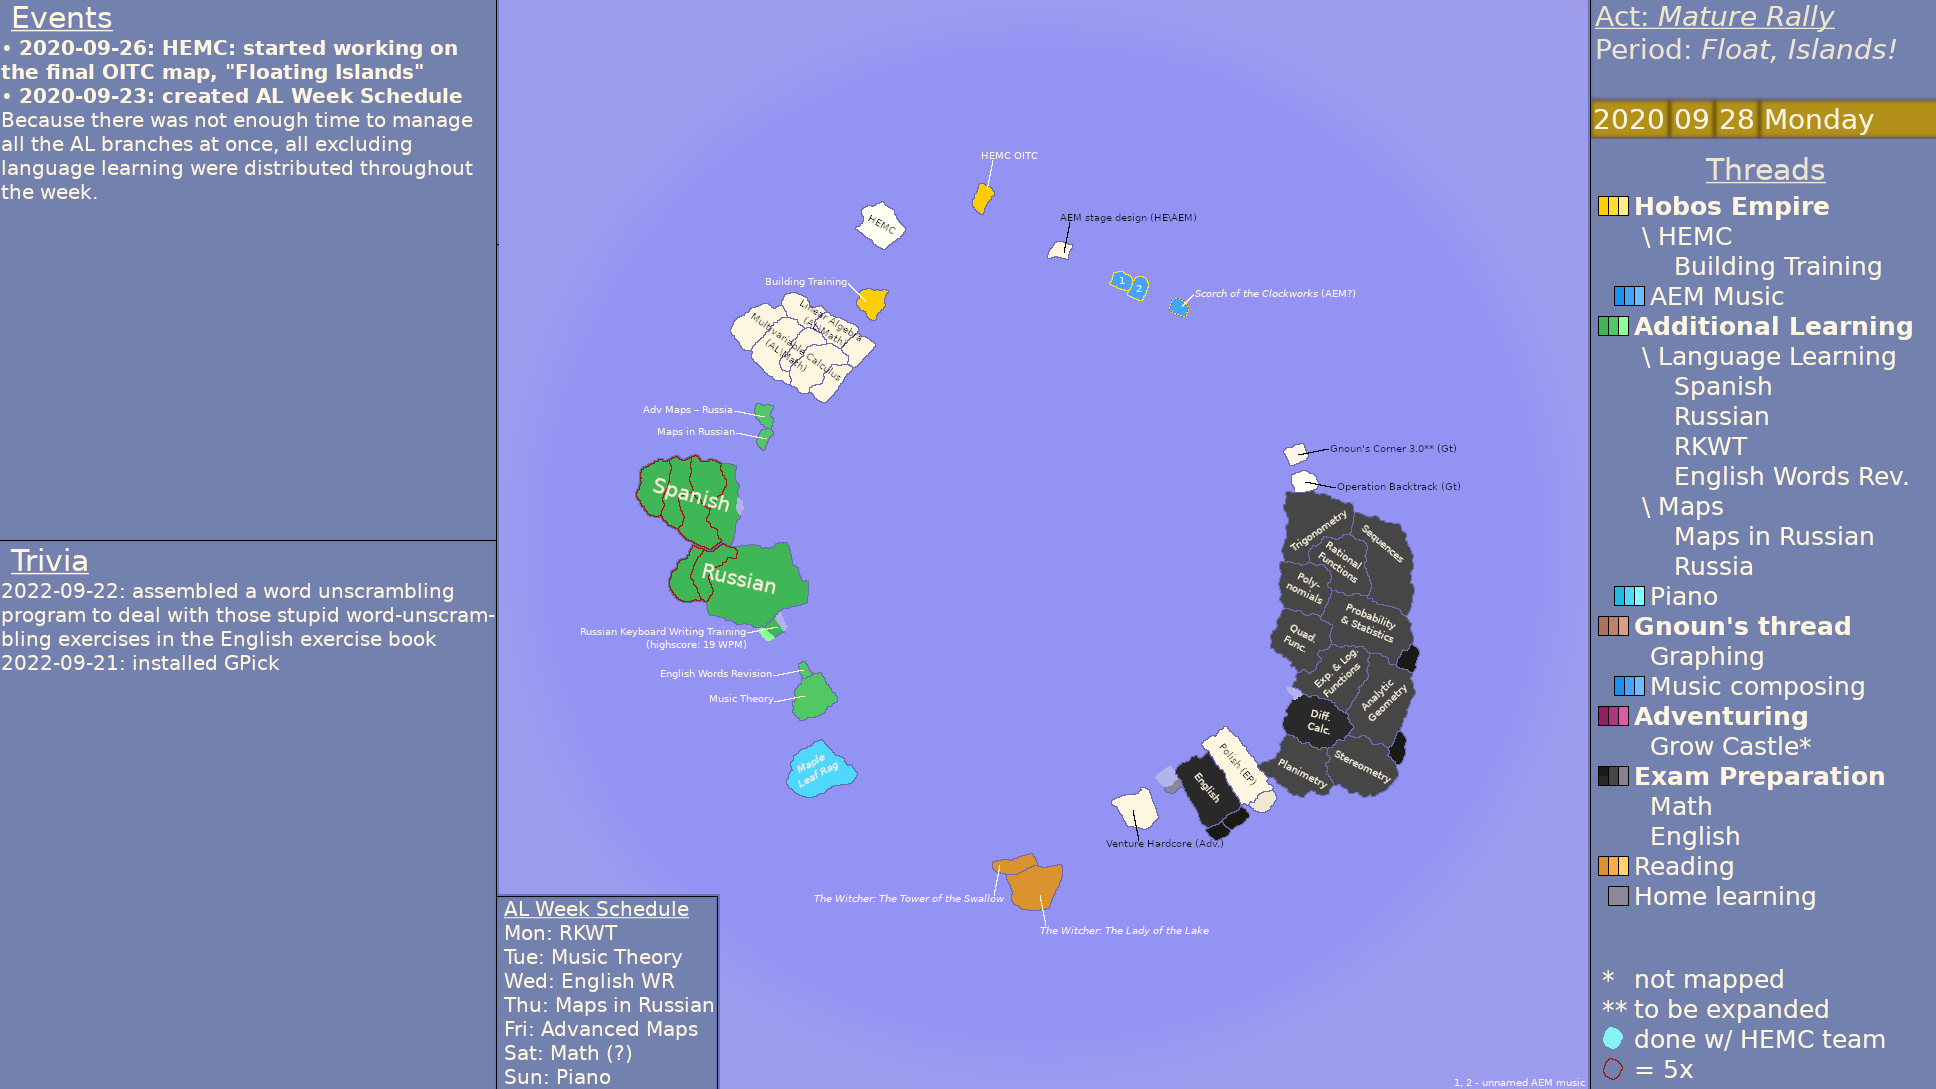 Events
• 2020-09-26: HEMC: started working on
the final OITC map, "Floating Islands"
• 2020-09-23: created AL Week Schedule
Because there was not enough time to manage
all the AL branches at once, all excluding
language learning were distributed throughout
the week.
Trivia
2022-09-22: assembled a word unscrambling
program to deal with those stupid word-unscram-
bling exercises in the English exercise book
2022-09-21: installed GPick
HEMC OITC
HEMC
AEM stage design (HE\AEM)
Building Training
1
2
Scorch of the Clockworks (AEM?)
Linear Algebra
(AL\Math)
Multivariable Calculus
(AL\Math)
Adv Maps – Russia
Maps in Russian
Spanish
Russian
Russian Keyboard Writing Training
(highscore: 19 WPM)
English Words Revision
Music Theory
Maple
Leaf Rag
Gnoun's Corner 3.0** (Gt)
Operation Backtrack (Gt)
Trigonometry
Sequences
Rational
Functions
Poly-
nomials
Probability
& Statistics
Quad.
Func.
Exp. & Log.
Functions
Analytic
Geometry
Diff.
Calc.
Planimetry
Stereometry
Polish (EP)
English
Venture Hardcore (Adv.)
The Witcher: The Tower of the Swallow
The Witcher: The Lady of the Lake
AL Week Schedule
Mon: RKWT
Tue: Music Theory
Wed: English WR
Thu: Maps in Russian
Fri: Advanced Maps
Sat: Math (?)
Sun: Piano
1, 2 - unnamed AEM music
Act: Mature Rally
Period: Float, Islands!
2020 09 28 Monday
Threads
Hobos Empire
\ HEMC
Building Training
AEM Music
Additional Learning
\ Language Learning
Spanish
Russian
RKWT
English Words Rev.
\ Maps
Maps in Russian
Russia
Piano
Gnoun's thread
Graphing
Music composing
Adventuring
Grow Castle*
Exam Preparation
Math
English
Reading
Home learning
* not mapped
** to be expanded
done w/ HEMC team
= 5x